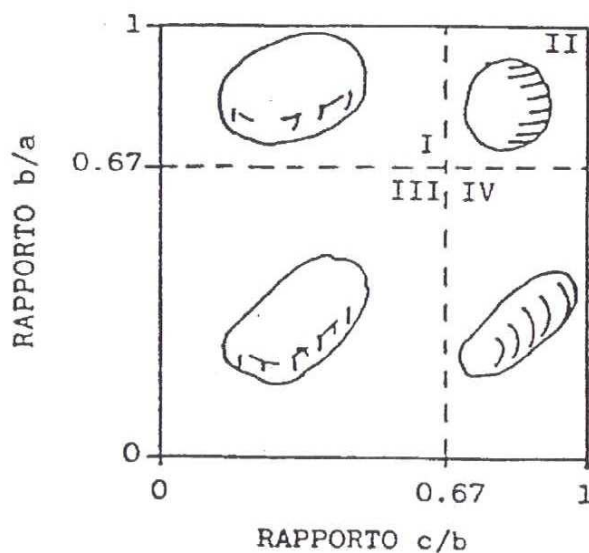 1
II
I
0.67
III IV
RAPPORTO b/a
0
0 0.67 1
RAPPORTO c/b